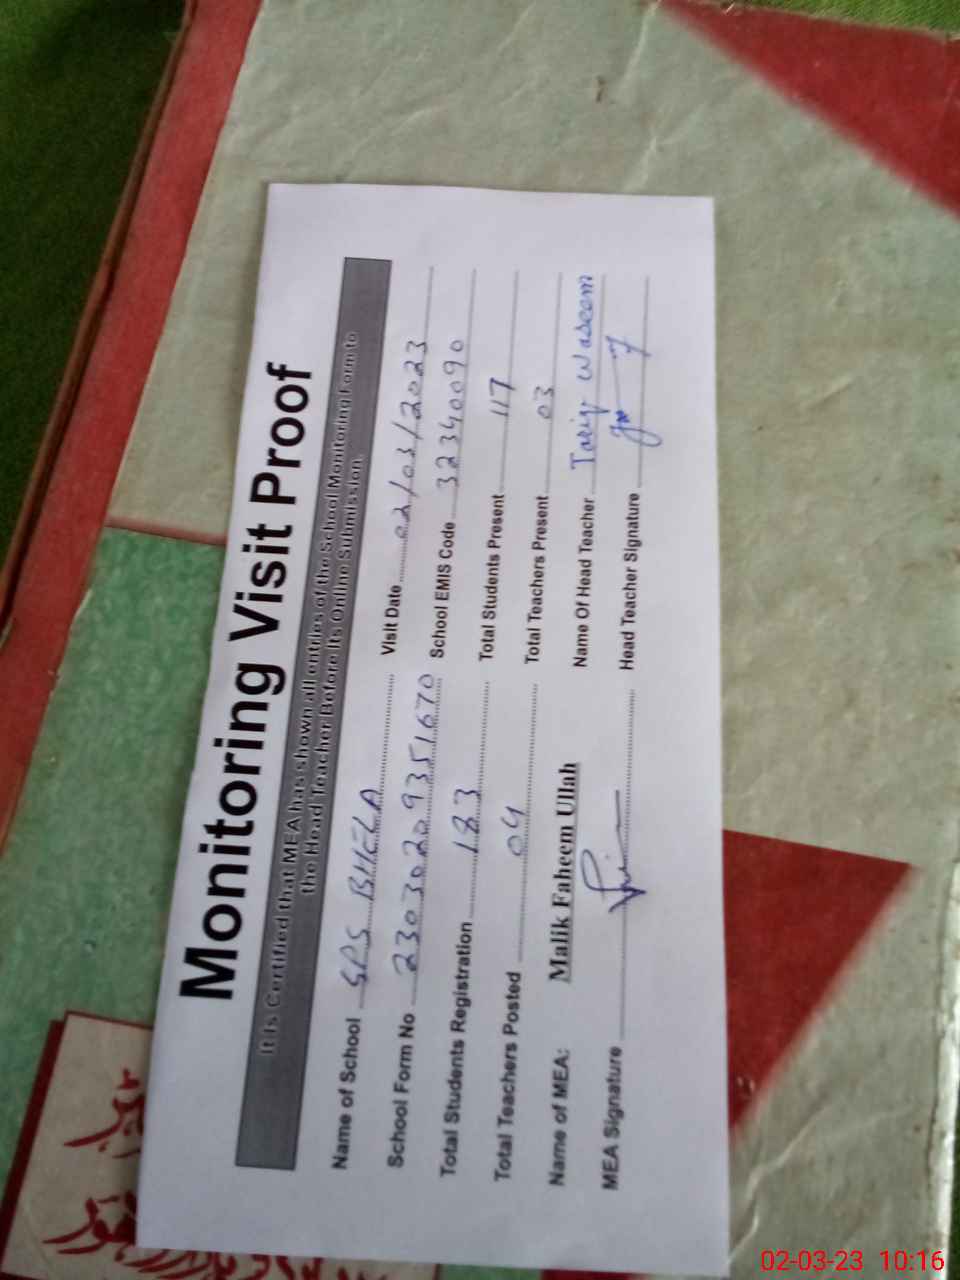 Monitoring Visit Proof
It Is Certified that MEA has shown all entries of the School Monitoring Form to
the Head Teacher Before Its Online Submission.
Name of School GPS BHELA Visit Date 02/03/2023
School Form No 23030209351670 School EMIS Code 32340090
Total Students Registration 183 Total Students Present 117
Total Teachers Posted 04 Total Teachers Present 03
Name of MEA: Malik Faheem Ullah Name Of Head Teacher Tariq Waseem
MEA Signature Head Teacher Signature
02-03-23 10:16